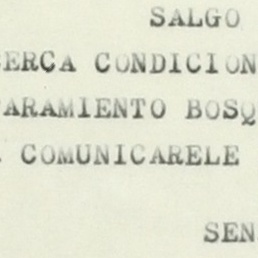 SALGO
ERCA CONDICION
ARAMIENTO BOSQ
COMUNICARELE
SEN